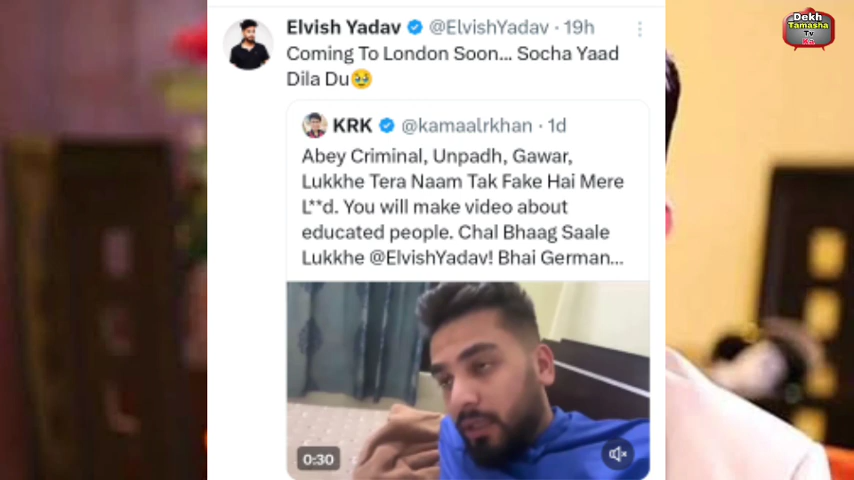 Elvish Yadav @ElvishYadav · 19h
Coming To London Soon... Socha Yaad
Dila Du🥹
KRK @kamaalrkhan · 1d
Abey Criminal, Unpadh, Gawar,
Lukkhe Tera Naam Tak Fake Hai Mere
L**d. You will make video about
educated people. Chal Bhaag Saale
Lukkhe @ElvishYadav! Bhai German...
0:30
Dekh
Tamasha
Tv
Ka